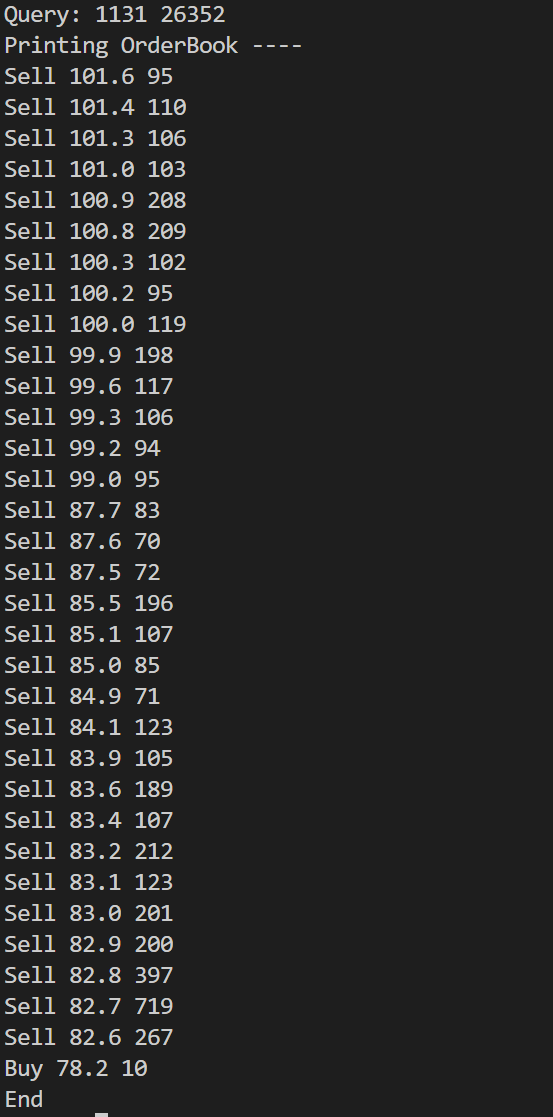 Query: 1131 26352
Printing OrderBook ----
Sell 101.6 95
Sell 101.4 110
Sell 101.3 106
Sell 101.0 103
Sell 100.9 208
Sell 100.8 209
Sell 100.3 102
Sell 100.2 95
Sell 100.0 119
Sell 99.9 198
Sell 99.6 117
Sell 99.3 106
Sell 99.2 94
Sell 99.0 95
Sell 87.7 83
Sell 87.6 70
Sell 87.5 72
Sell 85.5 196
Sell 85.1 107
Sell 85.0 85
Sell 84.9 71
Sell 84.1 123
Sell 83.9 105
Sell 83.6 189
Sell 83.4 107
Sell 83.2 212
Sell 83.1 123
Sell 83.0 201
Sell 82.9 200
Sell 82.8 397
Sell 82.7 719
Sell 82.6 267
Buy 78.2 10
End